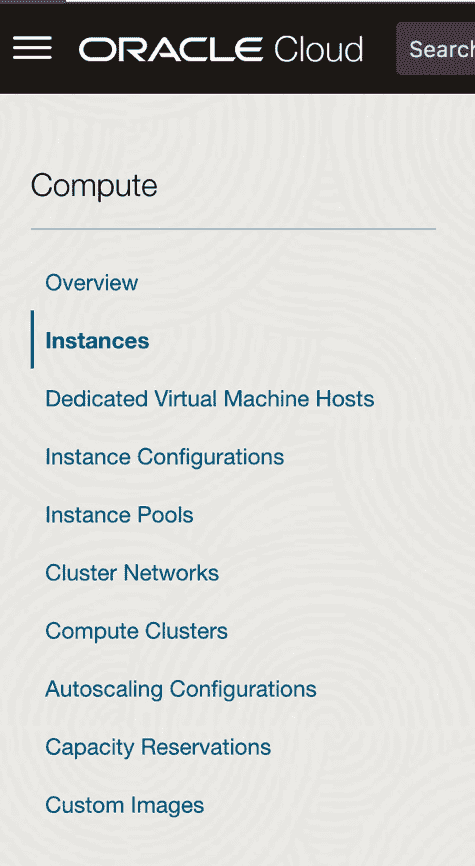 ORACLE Cloud
Search
Compute
Overview
Instances
Dedicated Virtual Machine Hosts
Instance Configurations
Instance Pools
Cluster Networks
Compute Clusters
Autoscaling Configurations
Capacity Reservations
Custom Images